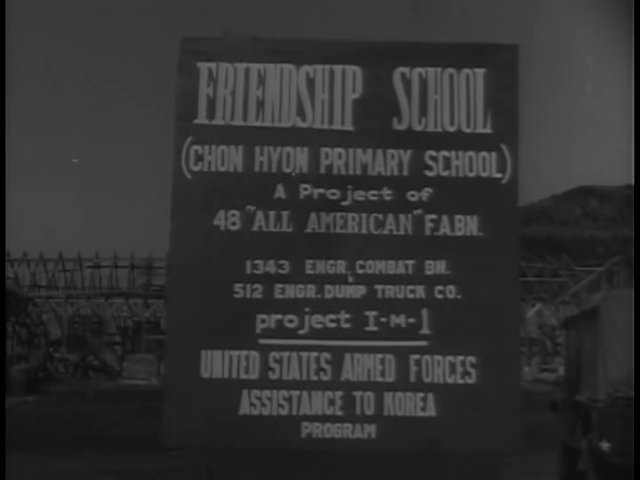 FRIENDSHIP SCHOOL
(CHON HYON PRIMARY SCHOOL)
A Project of
48 "ALL AMERICAN" F.A.BN.
1343 ENGR. COMBAT BN.
&
512 ENGR. DUMP TRUCK CO.
project I-M-1
UNITED STATES ARMED FORCES
ASSISTANCE TO KOREA
PROGRAM